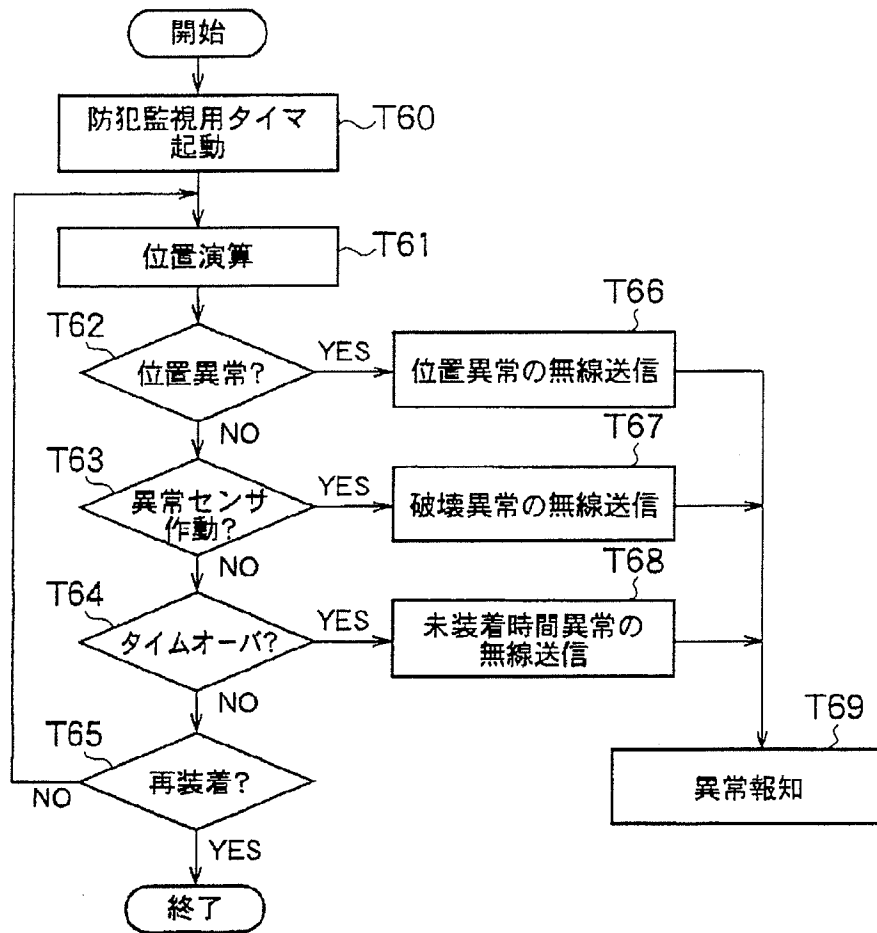 開始
防犯監視用タイマ
起動
T60
位置演算
T61
T62
位置異常?
YES
T66
位置異常の無線送信
NO
T63
異常センサ
作動?
YES
T67
破壊異常の無線送信
NO
T64
タイムオーバ?
YES
T68
未装着時間異常の
無線送信
NO
T65
再装着?
NO
YES
T69
異常報知
終了